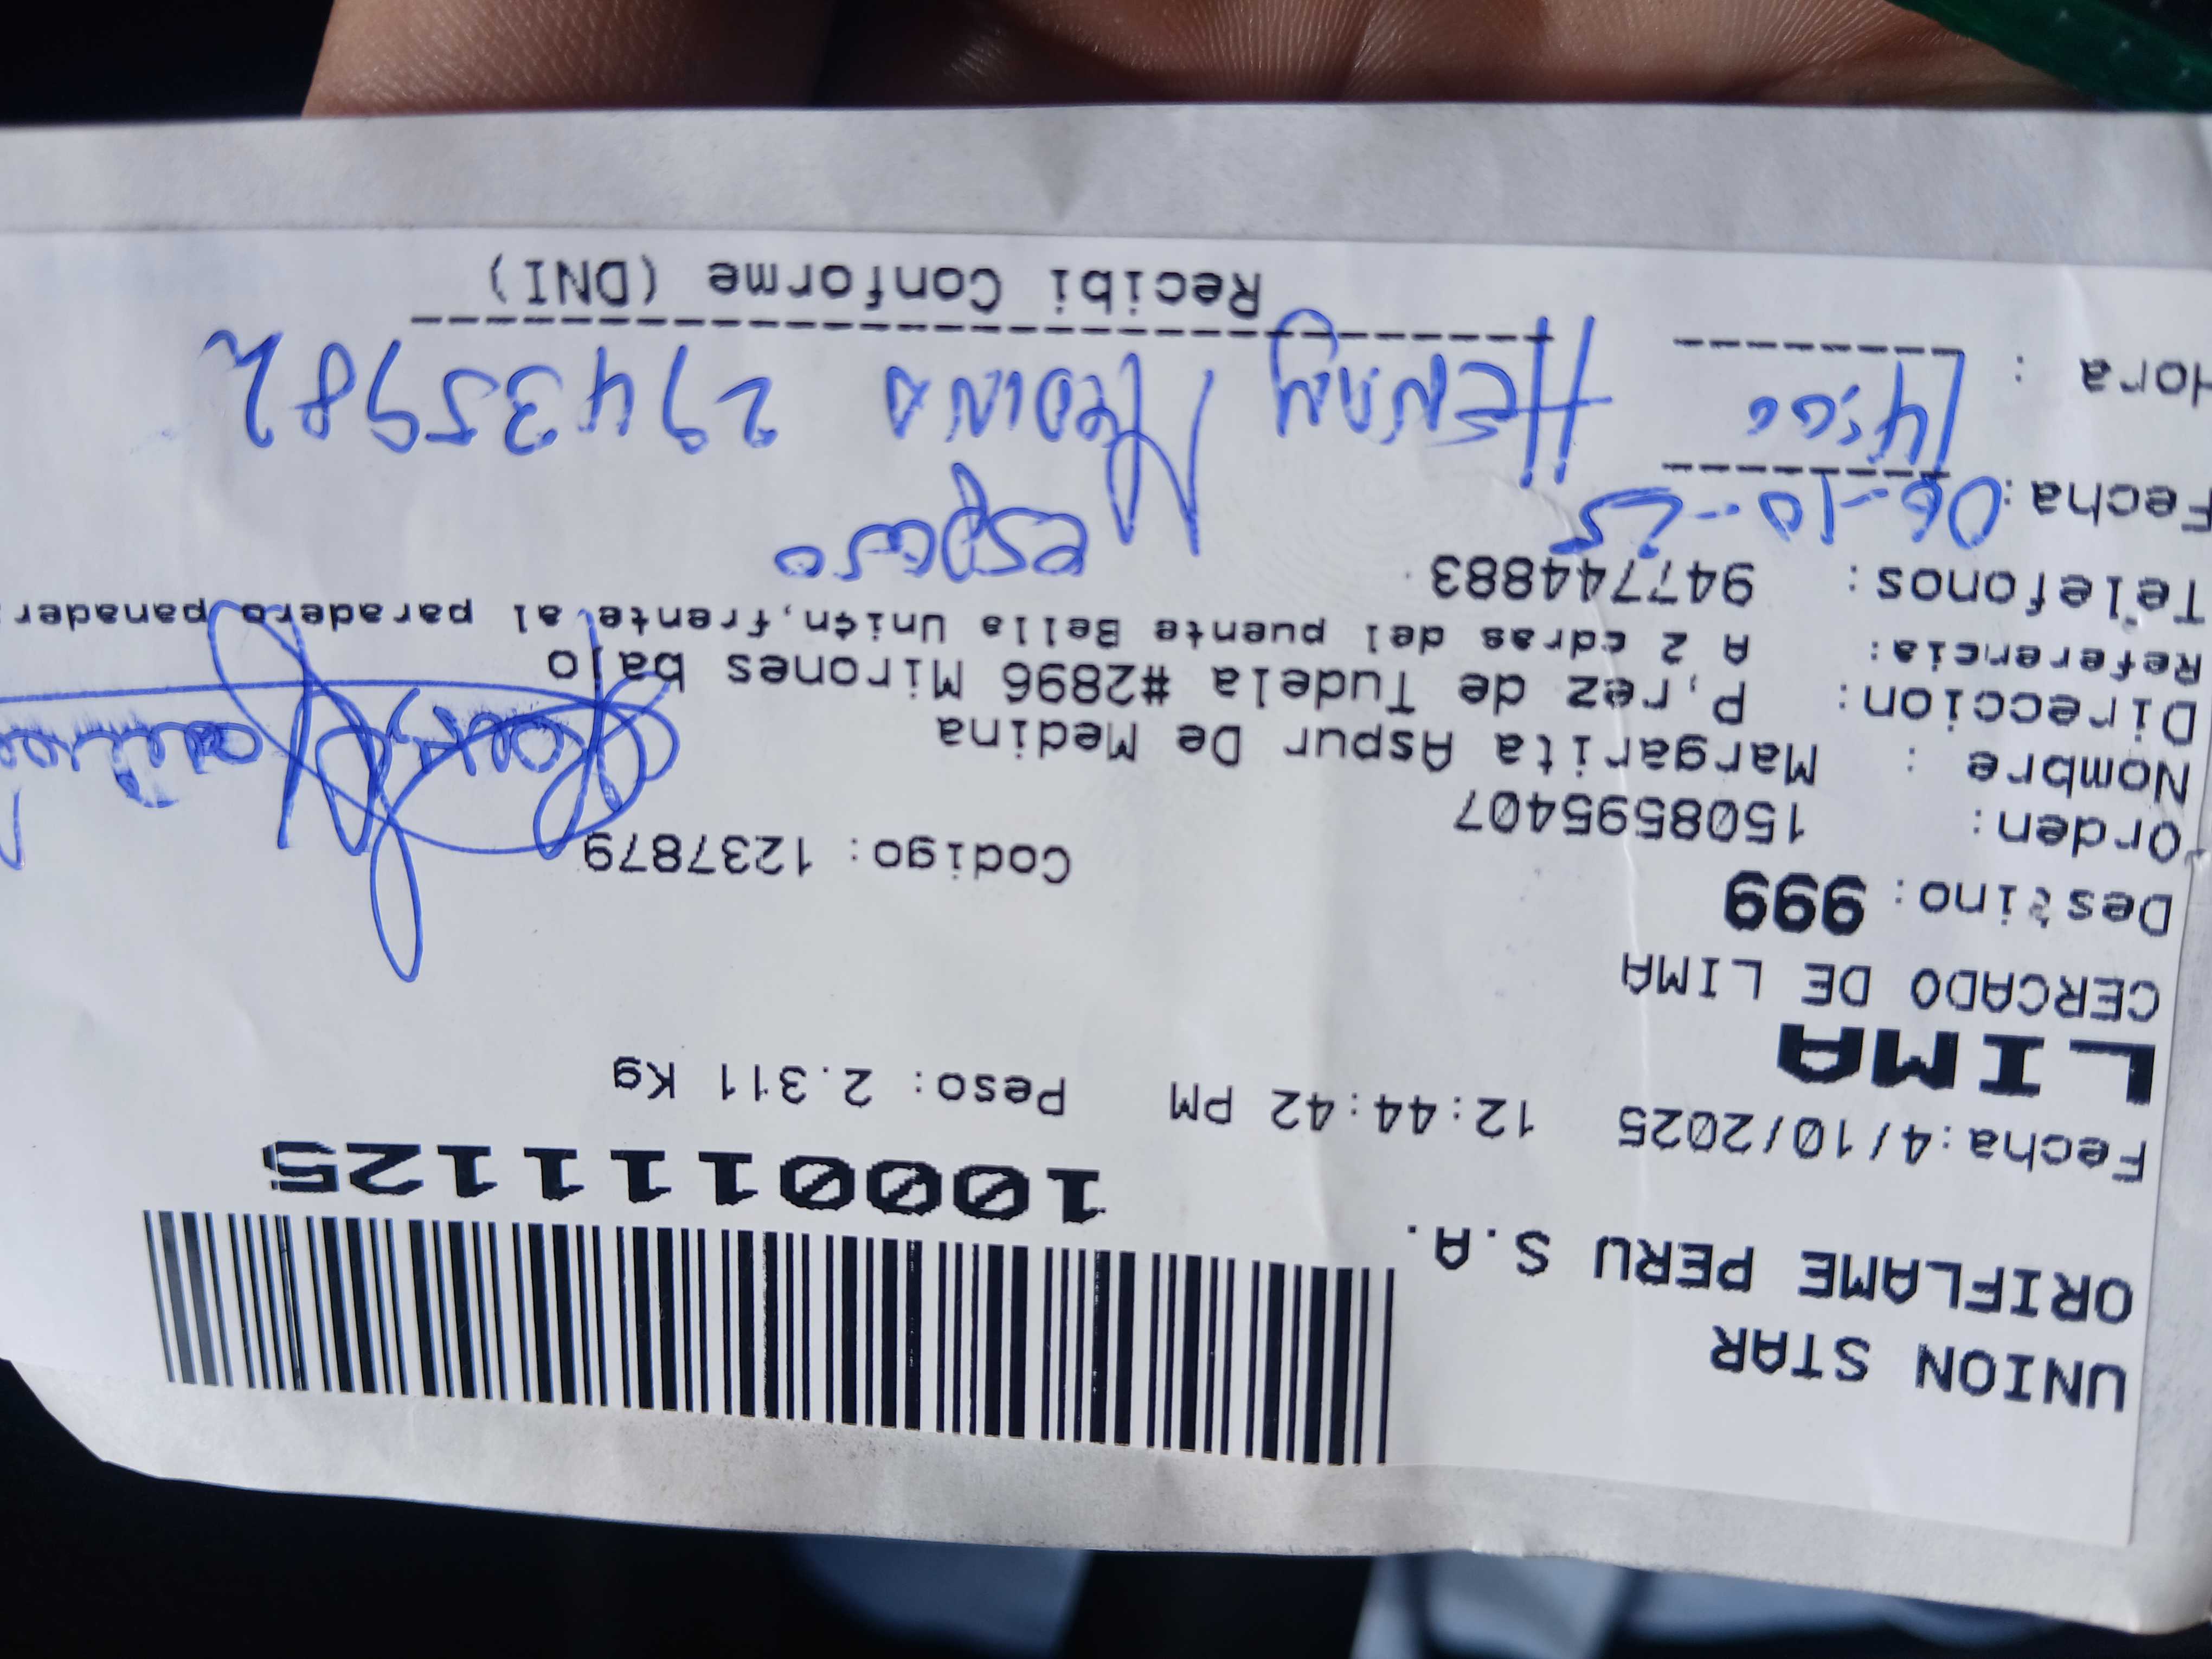 UNION STAR
ORIFLAME PERU S.A.
1000111125
Fecha:4/10/2025 12:44:42 PM Peso: 2.311 Kg
LIMA
CERCADO DE LIMA
Destino: 999
Orden: 1508595407 Codigo: 1237879
Nombre : Margarita Aspur De Medina
Direccion: P,rez de Tudela #2896 Mirones bajo
Referencia: A 2 cdras del puente Bella Uni¢n,frente al paradero panader
Telefonos: 947744883
esposo
Fecha: 06-10-25
Hora : 14:00 HENRY MEDINA
Recibi Conforme (DNI)